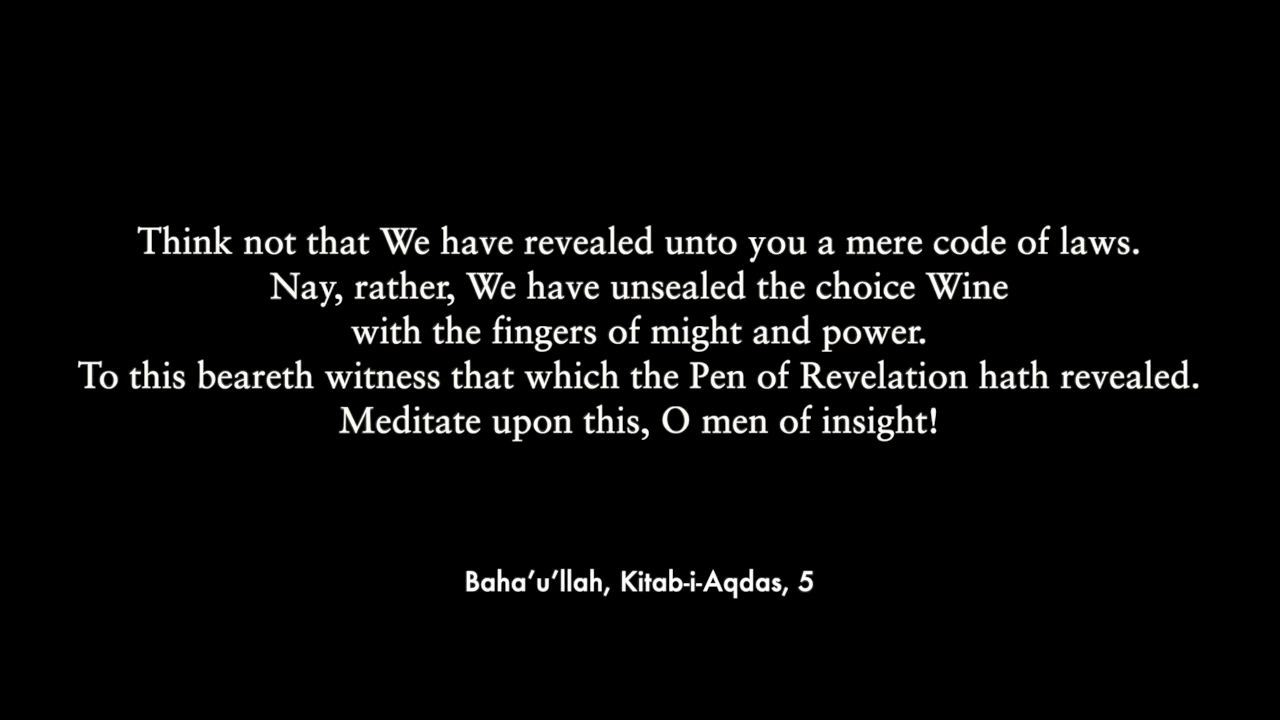 Think not that We have revealed unto you a mere code of laws.
Nay, rather, We have unsealed the choice Wine
with the fingers of might and power.
To this beareth witness that which the Pen of Revelation hath revealed.
Meditate upon this, O men of insight!
Baha’u’llah, Kitab-i-Aqdas, 5